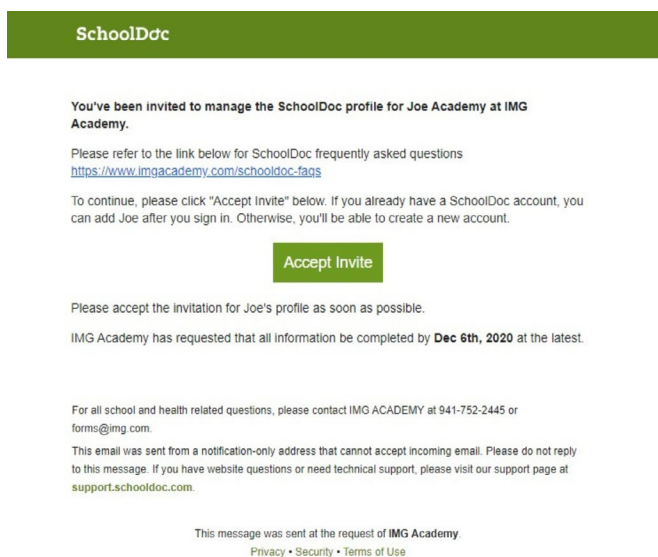 SchoolDoc
You've been invited to manage the SchoolDoc profile for Joe Academy at IMG
Academy.
Please refer to the link below for SchoolDoc frequently asked questions
https://www.imgacademy.com/schooldoc-faqs
To continue, please click "Accept Invite" below. If you already have a SchoolDoc account, you
can add Joe after you sign in. Otherwise, you'll be able to create a new account.
Accept Invite
Please accept the invitation for Joe's profile as soon as possible.
IMG Academy has requested that all information be completed by Dec 6th, 2020 at the latest.
For all school and health related questions, please contact IMG ACADEMY at 941-752-2445 or
forms@img.com.
This email was sent from a notification-only address that cannot accept incoming email. Please do not reply
to this message. If you have website questions or need technical support, please visit our support page at
support.schooldoc.com.
This message was sent at the request of IMG Academy.
Privacy • Security • Terms of Use